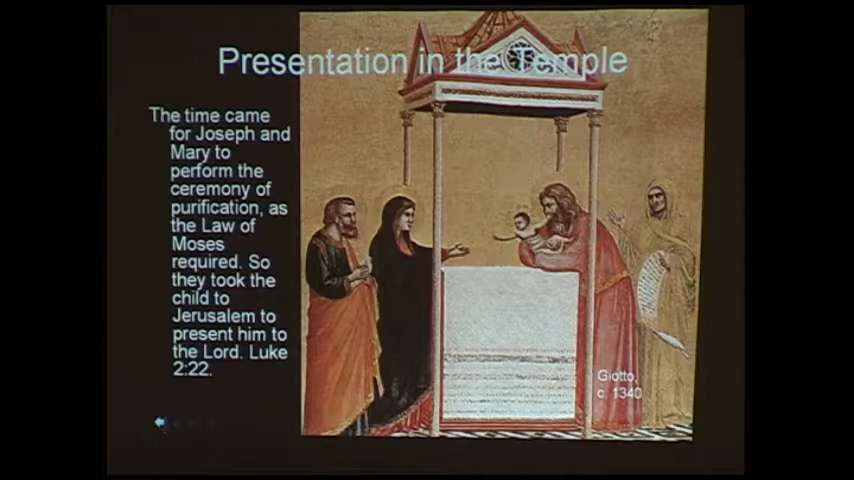 Presentation in the Temple
The time came
for Joseph and
Mary to
perform the
ceremony of
purification, as
the Law of
Moses
required. So
they took the
child to
Jerusalem to
present him to
the Lord. Luke
2:22.
Giotto,
c. 1340